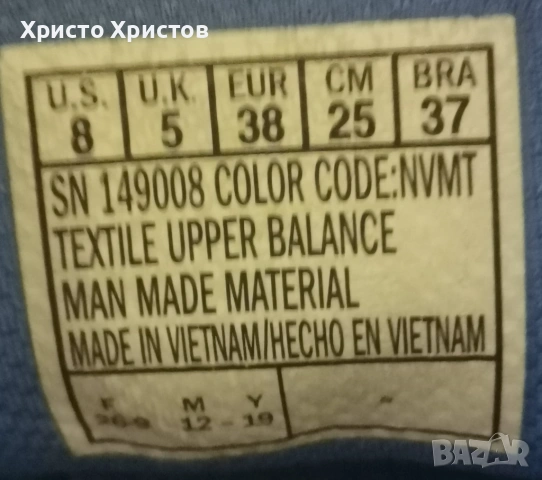 Христо Христов
U.S. U.K. EUR CM BRA
8 5 38 25 37
SN 149008 COLOR CODE:NVMT
TEXTILE UPPER BALANCE
MAN MADE MATERIAL
MADE IN VIETNAM/HECHO EN VIETNAM
F M Y
12 - 19
BAZAR